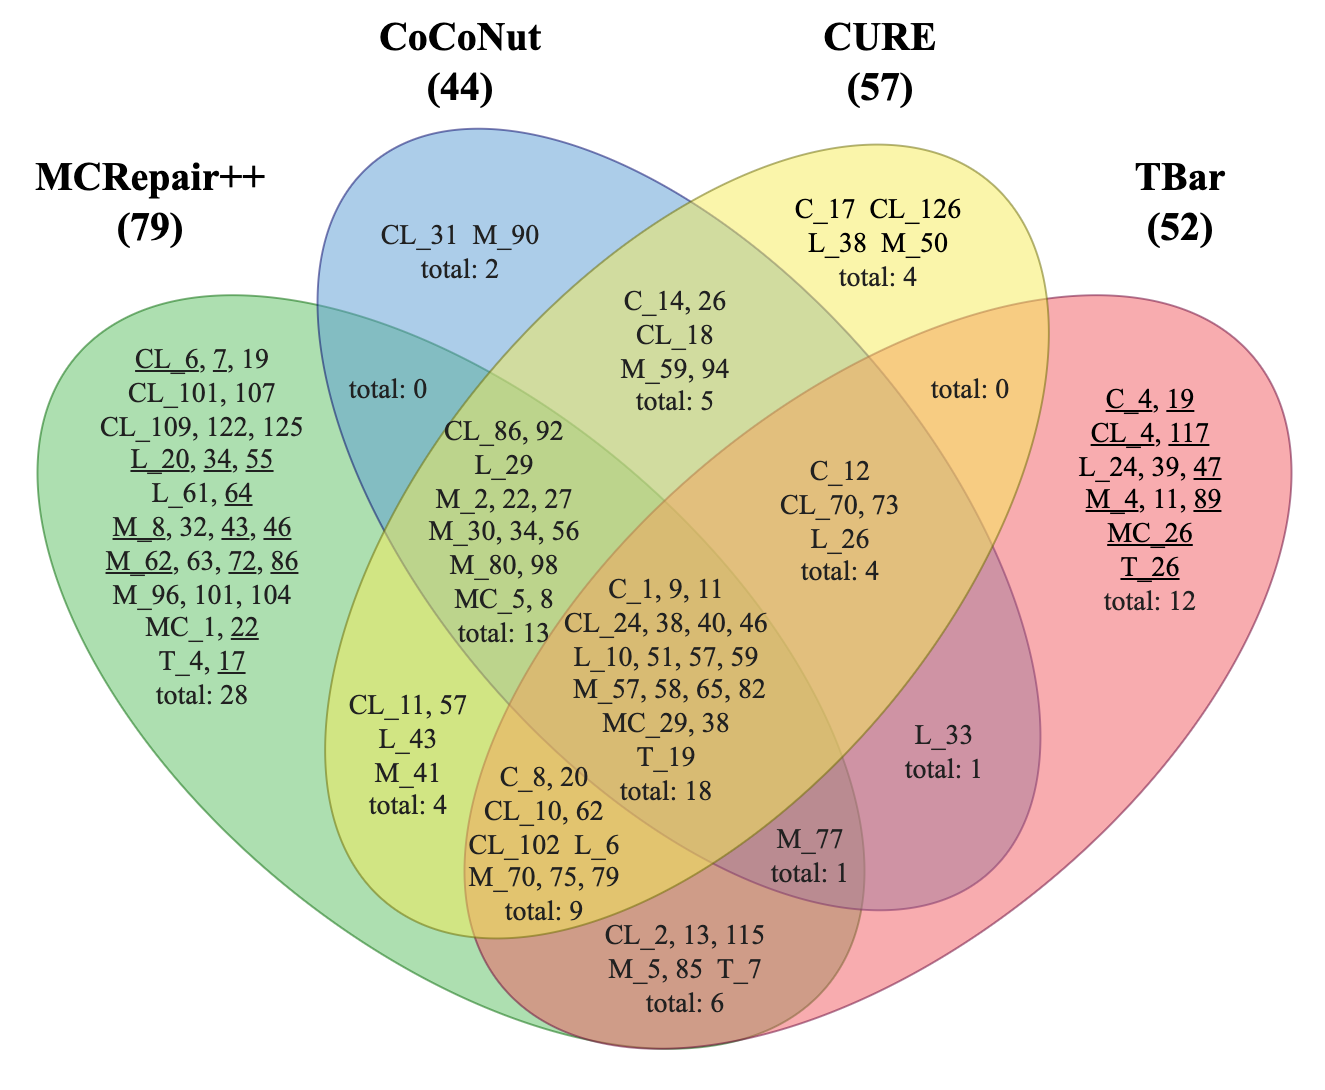 CoCoNut
(44)
CURE
(57)
MCRepair++
(79)
TBar
(52)
CL_31 M_90
total: 2
C_17 CL_126
L_38 M_50
total: 4
C_14, 26
CL_18
M_59, 94
total: 5
CL_6, 7, 19
CL_101, 107
CL_109, 122, 125
L_20, 34, 55
L_61, 64
M_8, 32, 43, 46
M_62, 63, 72, 86
M_96, 101, 104
MC_1, 22
T_4, 17
total: 28
total: 0
total: 0
C_4, 19
CL_4, 117
L_24, 39, 47
M_4, 11, 89
MC_26
T_26
total: 12
CL_86, 92
L_29
M_2, 22, 27
M_30, 34, 56
M_80, 98
MC_5, 8
total: 13
C_12
CL_70, 73
L_26
total: 4
C_1, 9, 11
CL_24, 38, 40, 46
L_10, 51, 57, 59
M_57, 58, 65, 82
MC_29, 38
T_19
total: 18
CL_11, 57
L_43
M_41
total: 4
L_33
total: 1
C_8, 20
CL_10, 62
CL_102 L_6
M_70, 75, 79
total: 9
M_77
total: 1
CL_2, 13, 115
M_5, 85 T_7
total: 6